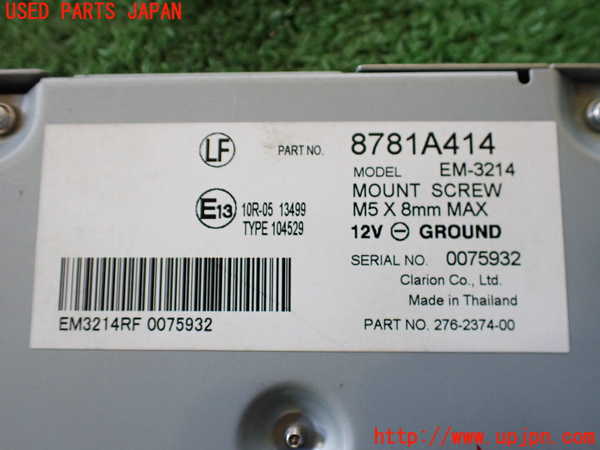 USED PARTS JAPAN
LF
PART NO. 8781A414
MODEL EM-3214
MOUNT SCREW
M5 X 8mm MAX
12V ⊖ GROUND
SERIAL NO. 0075932
Clarion Co., Ltd.
Made in Thailand
PART NO. 276-2374-00
E13 10R-05 13499
TYPE 104529
EM3214RF 0075932
http://www.upjpn.com/